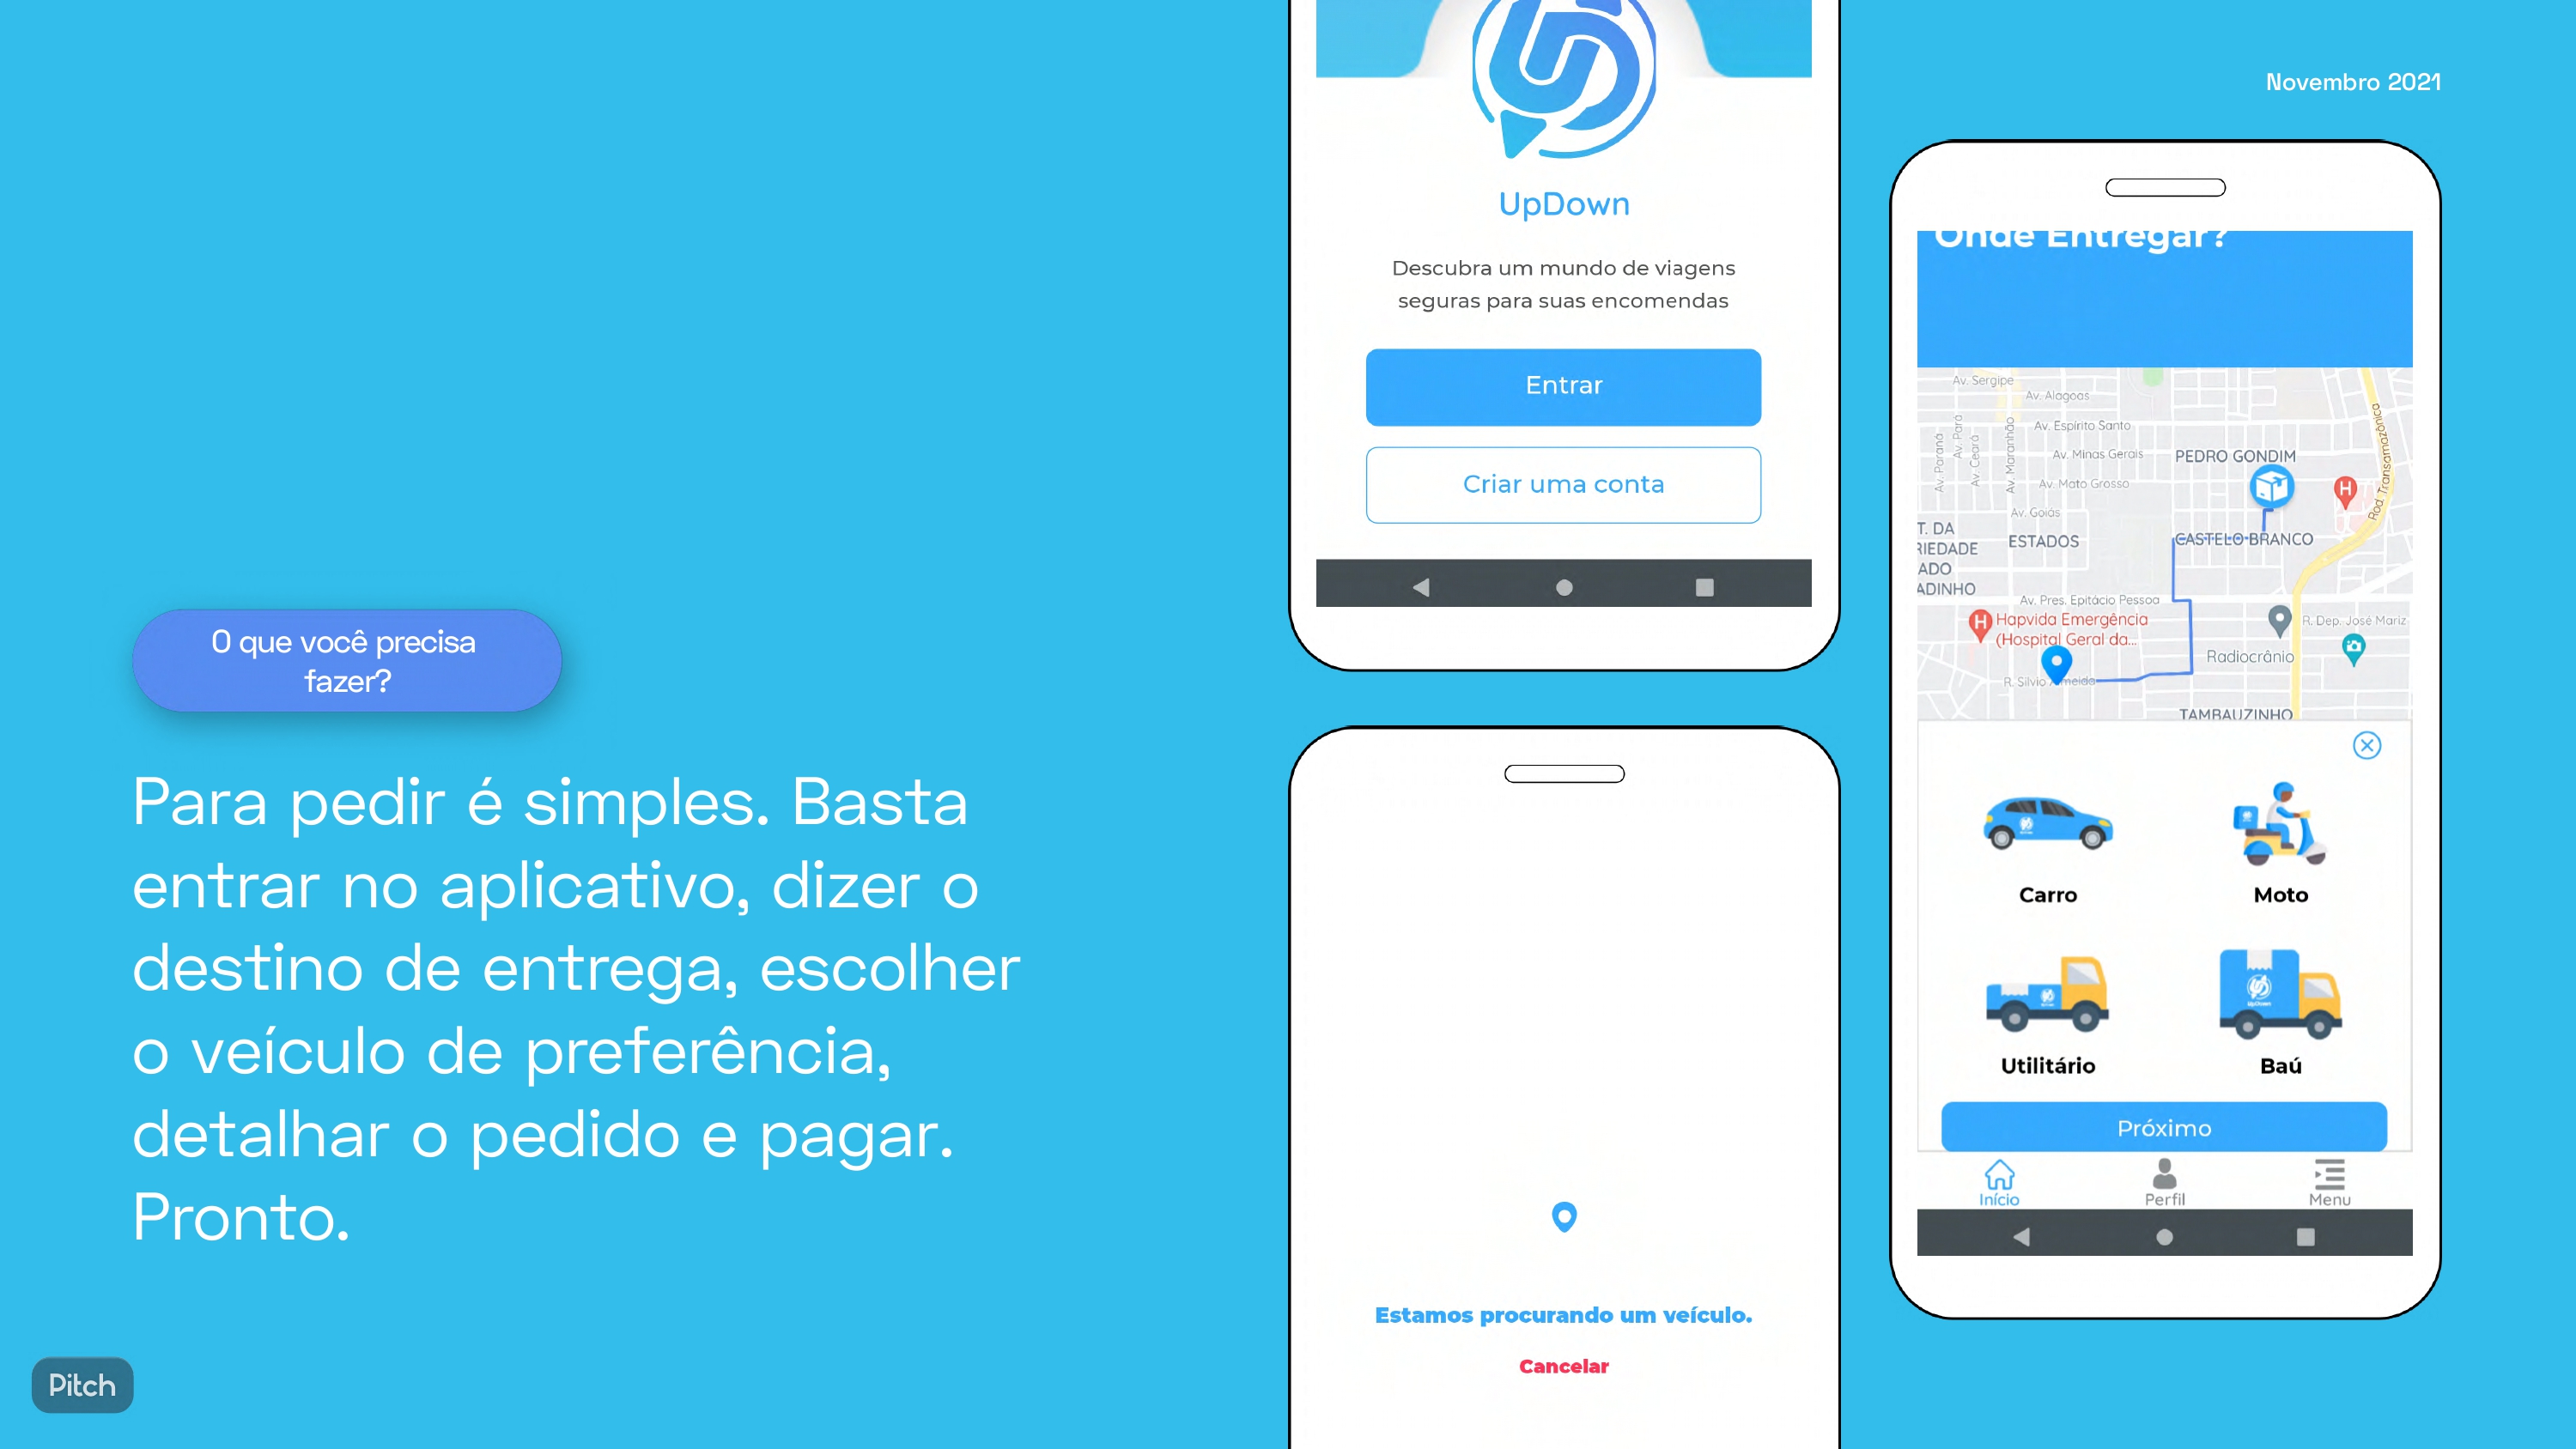 Novembro 2021
O que você precisa
fazer?
Para pedir é simples. Basta
entrar no aplicativo, dizer o
destino de entrega, escolher
o veículo de preferência,
detalhar o pedido e pagar.
Pronto.
Pitch
UpDown
Descubra um mundo de viagens
seguras para suas encomendas
Entrar
Criar uma conta
Estamos procurando um veículo.
Cancelar
Onde Entregar?
Av. Sergipe
Av. Alagoas
Av. Espírito Santo
Av. Minas Gerais
Av. Mato Grosso
Av. Goiás
Av. Paraná
Av. Pará
Av. Ceará
Av. Maranhão
PEDRO GONDIM
Rod. Transamazônica
T. DA
RIEDADE
ADO
ADINHO
ESTADOS
CASTELO BRANCO
Av. Pres. Epitácio Pessoa
Hapvida Emergência
(Hospital Geral da...
R. Dep. José Mariz
Radiocrânio
R. Silvio Almeida
TAMBAUZINHO
Carro
Moto
Utilitário
UpDown
Baú
Próximo
Início
Perfil
Menu